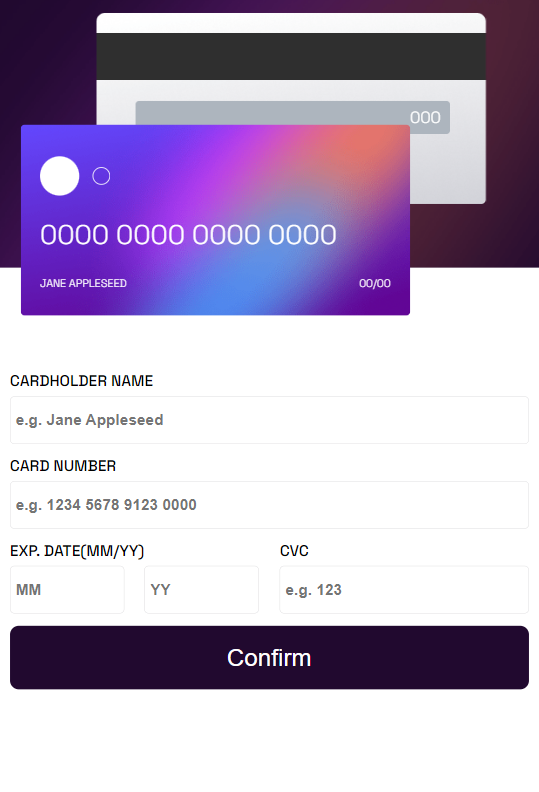 000
0000 0000 0000 0000
JANE APPLESEED 00/00
CARDHOLDER NAME
e.g. Jane Appleseed
CARD NUMBER
e.g. 1234 5678 9123 0000
EXP. DATE(MM/YY) CVC
MM YY e.g. 123
Confirm